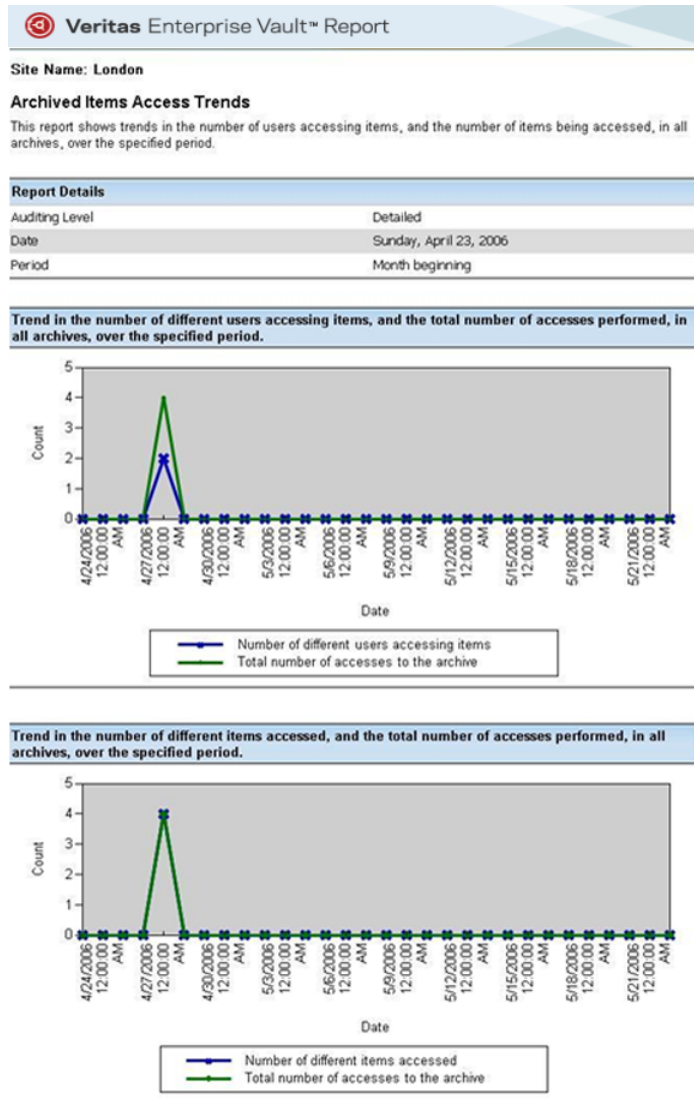 Veritas Enterprise Vault™ Report
Site Name: London
Archived Items Access Trends
This report shows trends in the number of users accessing items, and the number of items being accessed, in all
archives, over the specified period.
Report Details
Auditing Level Detailed
Date Sunday, April 23, 2006
Period Month beginning
Trend in the number of different users accessing items, and the total number of accesses performed, in
all archives, over the specified period.
Count
5
4
3
2
1
0
4/24/2006 12:00:00 AM
4/27/2006 12:00:00 AM
4/30/2006 12:00:00 AM
5/3/2006 12:00:00 AM
5/6/2006 12:00:00 AM
5/9/2006 12:00:00 AM
5/12/2006 12:00:00 AM
5/15/2006 12:00:00 AM
5/18/2006 12:00:00 AM
5/21/2006 12:00:00 AM
Date
Number of different users accessing items
Total number of accesses to the archive
Trend in the number of different items accessed, and the total number of accesses performed, in all
archives, over the specified period.
Count
5
4
3
2
1
0
4/24/2006 12:00:00 AM
4/27/2006 12:00:00 AM
4/30/2006 12:00:00 AM
5/3/2006 12:00:00 AM
5/6/2006 12:00:00 AM
5/9/2006 12:00:00 AM
5/12/2006 12:00:00 AM
5/15/2006 12:00:00 AM
5/18/2006 12:00:00 AM
5/21/2006 12:00:00 AM
Date
Number of different items accessed
Total number of accesses to the archive